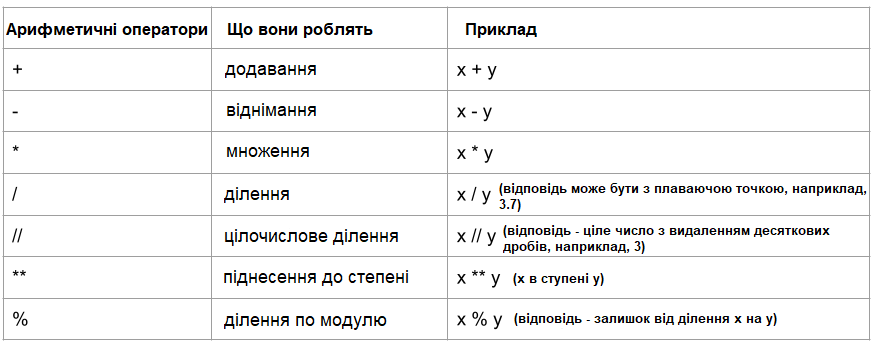 Арифметичні оператори Що вони роблять Приклад
+ додавання x + y
- віднімання x - y
* множення x * y
/ ділення x / y (відповідь може бути з плаваючою точкою, наприклад,
3.7)
// цілочислове ділення x // y (відповідь - ціле число з видаленням десяткових
дробів, наприклад, 3)
** піднесення до степені x ** y (x в ступені y)
% ділення по модулю x % y (відповідь - залишок від ділення x на y)